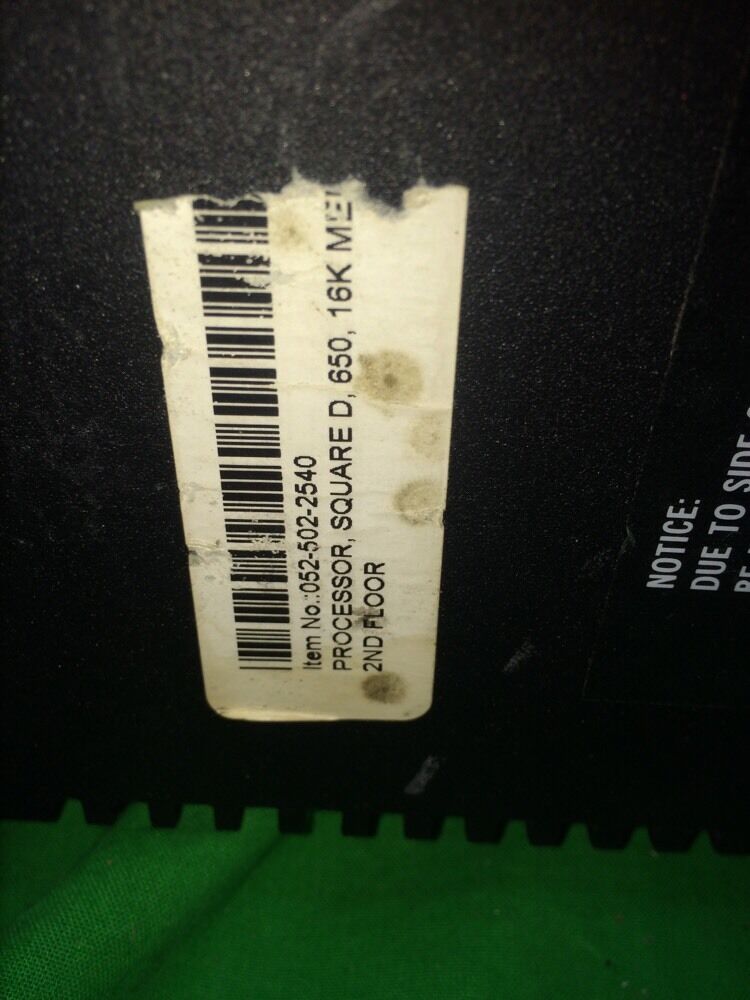 Item No.:052-502-2540
PROCESSOR, SQUARE D, 650, 16K
2ND FLOOR
NOTICE:
DUE TO SIDE